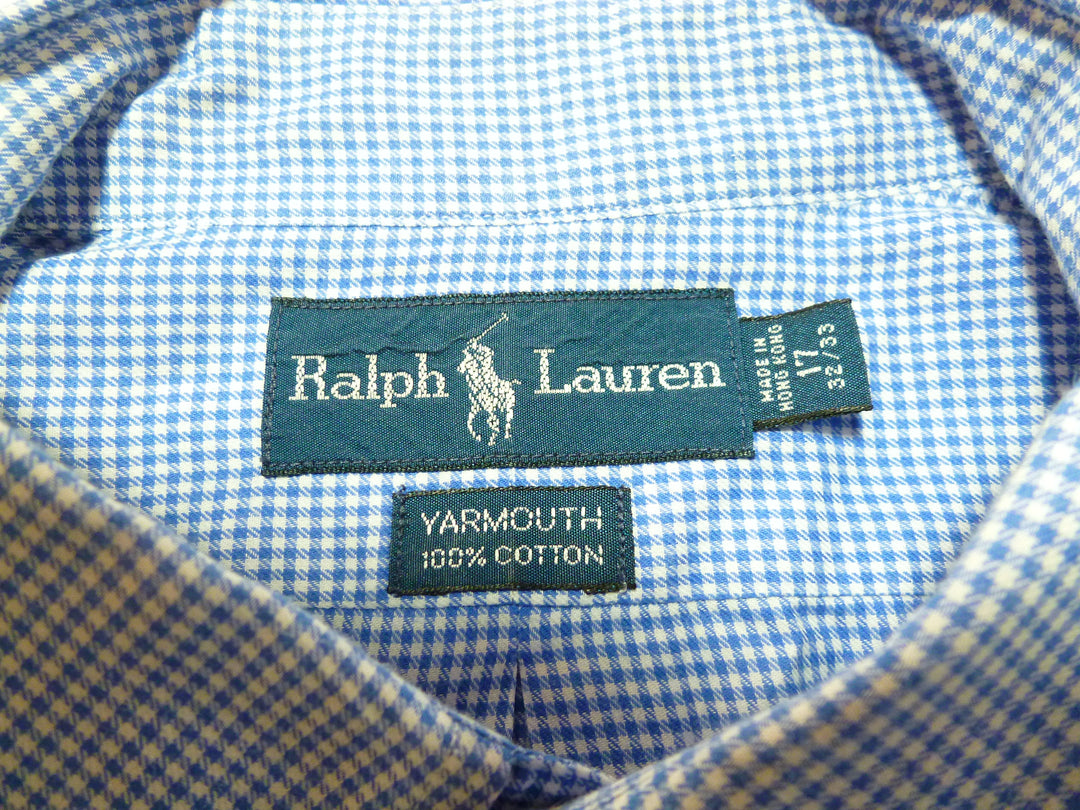 Ralph Lauren
MADE IN
HONG KONG
17
32/33
YARMOUTH
100% COTTON